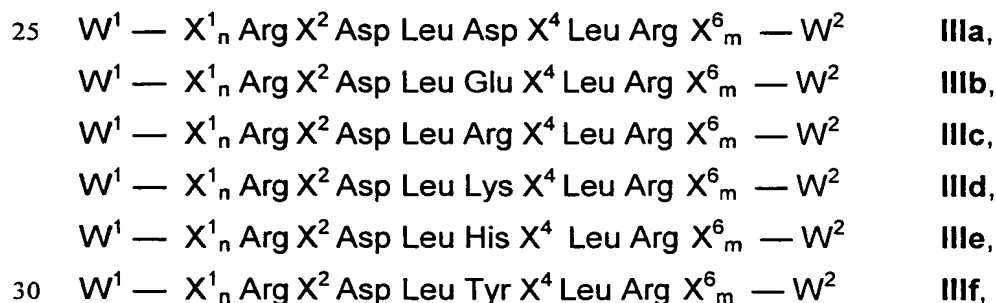 25 W¹ — X¹ₙ Arg X² Asp Leu Asp X⁴ Leu Arg X⁶ₘ — W² IIIa,
W¹ — X¹ₙ Arg X² Asp Leu Glu X⁴ Leu Arg X⁶ₘ — W² IIIb,
W¹ — X¹ₙ Arg X² Asp Leu Arg X⁴ Leu Arg X⁶ₘ — W² IIIc,
W¹ — X¹ₙ Arg X² Asp Leu Lys X⁴ Leu Arg X⁶ₘ — W² IIId,
W¹ — X¹ₙ Arg X² Asp Leu His X⁴ Leu Arg X⁶ₘ — W² IIIe,
30 W¹ — X¹ₙ Arg X² Asp Leu Tyr X⁴ Leu Arg X⁶ₘ — W² IIIf,